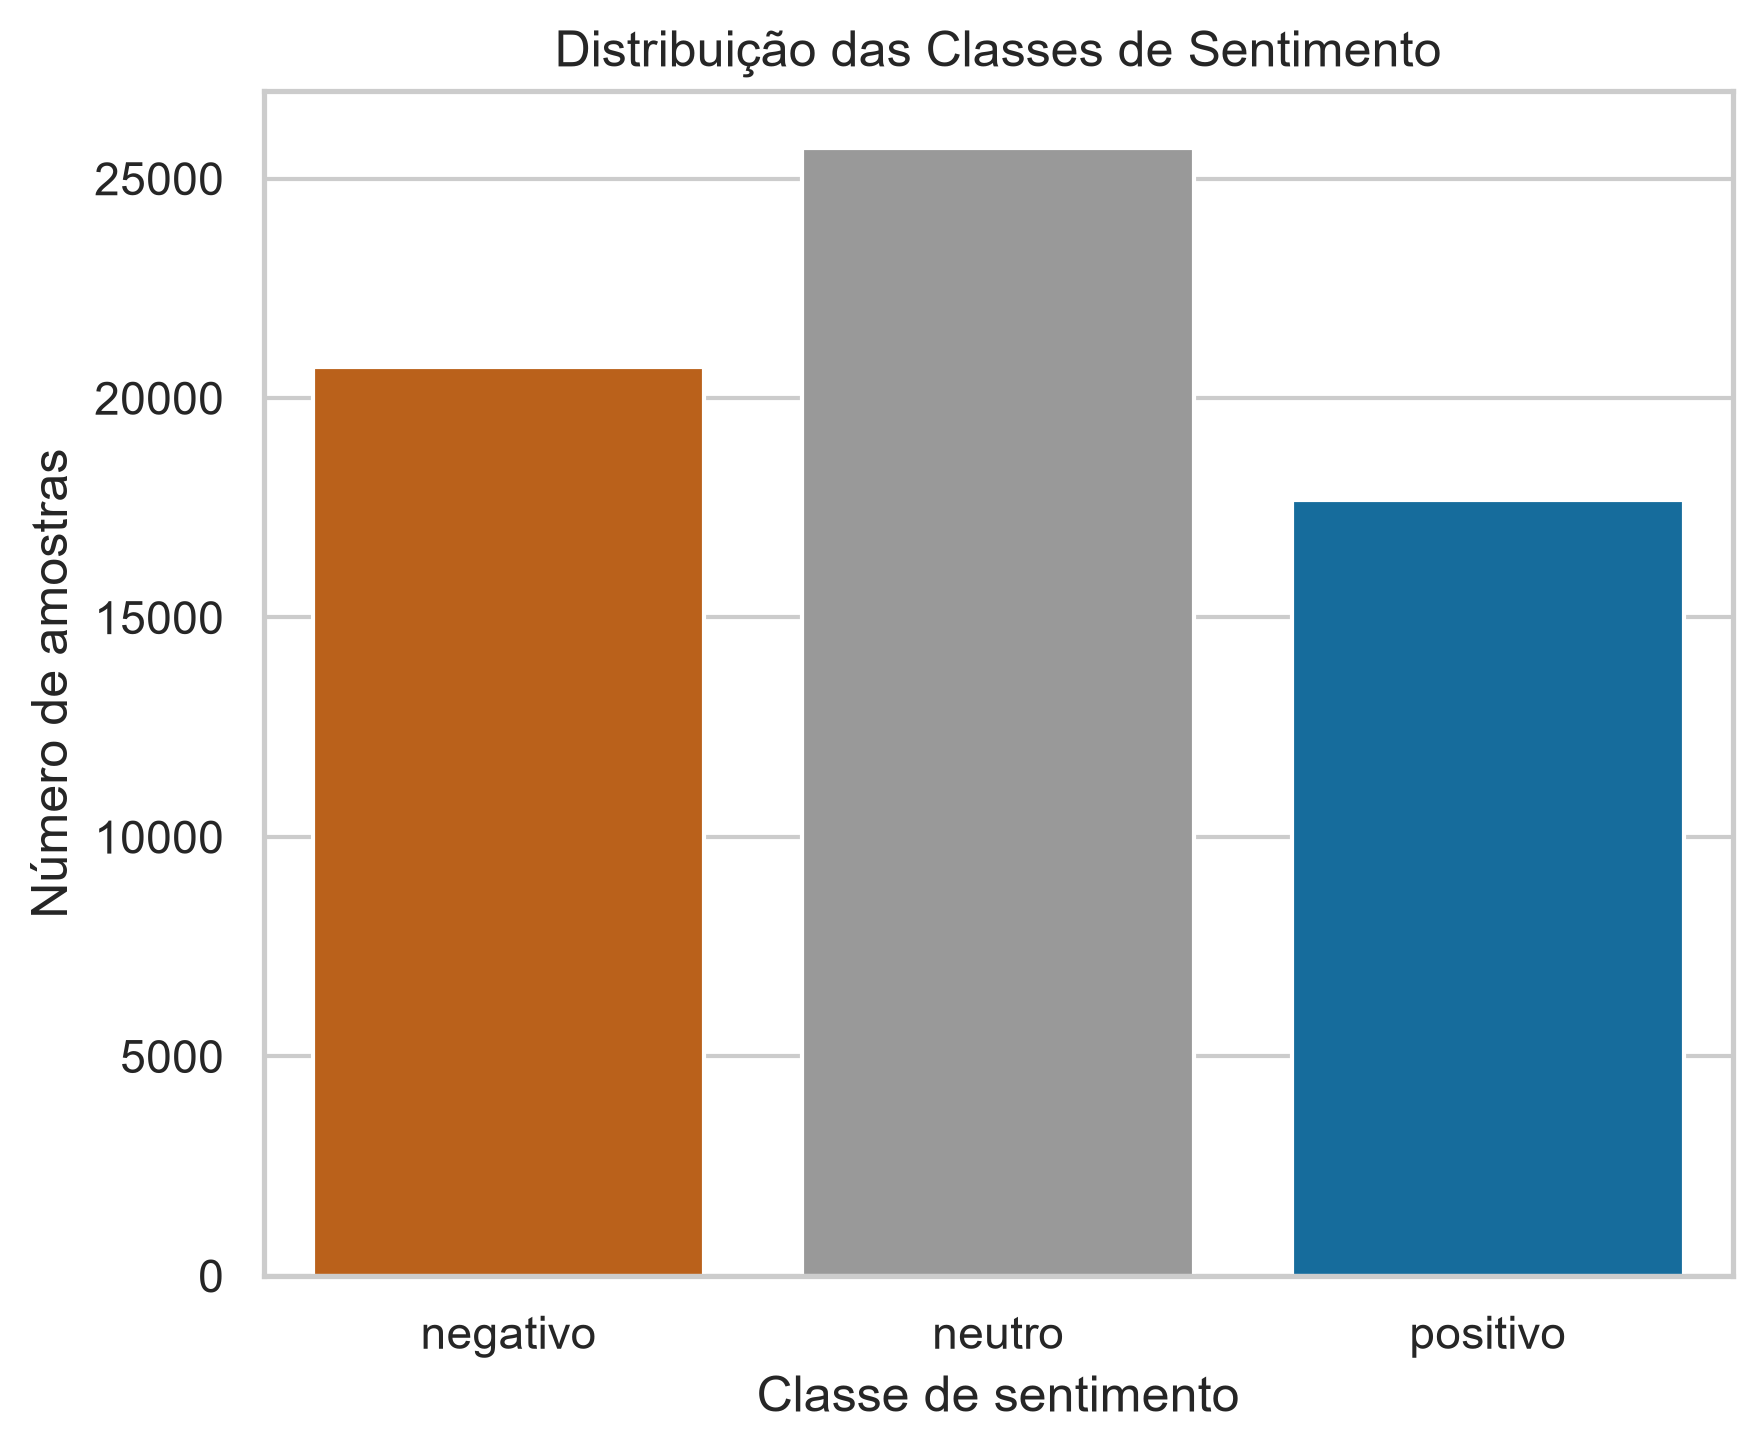 Distribuição das Classes de Sentimento
Número de amostras
25000
20000
15000
10000
5000
0
negativo
neutro
positivo
Classe de sentimento